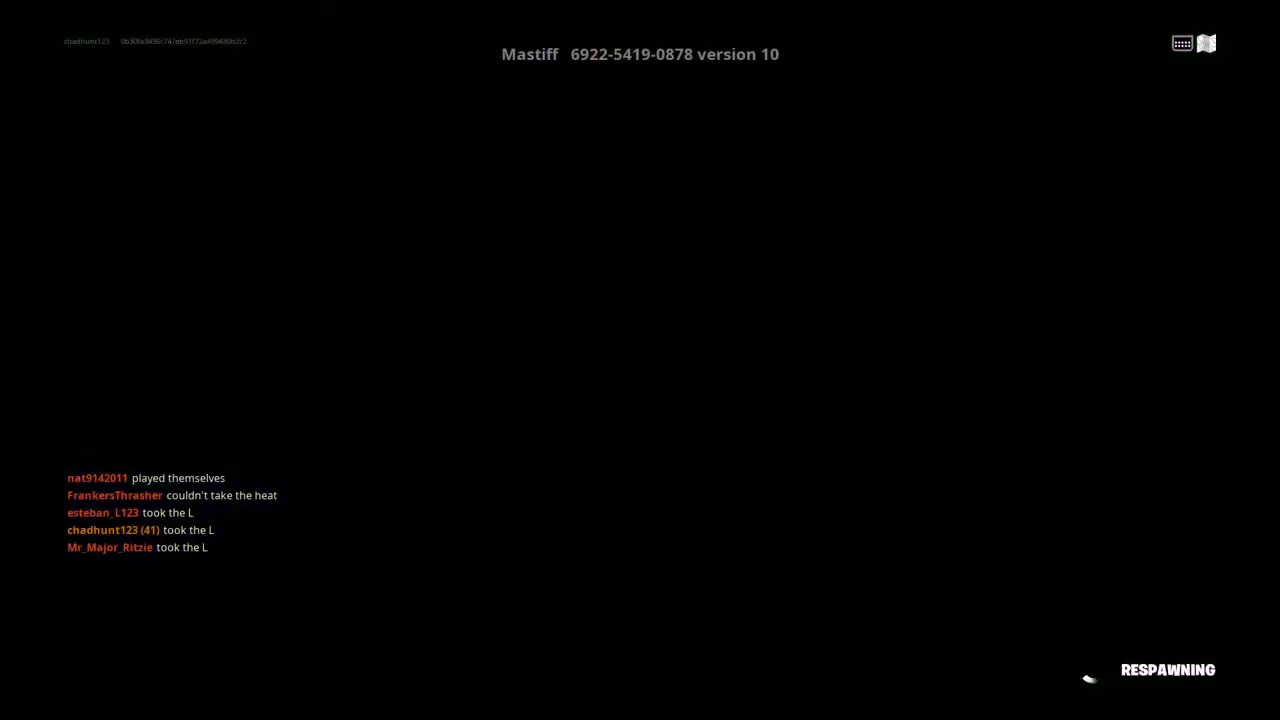 chadhunt123
Mastiff 6922-5419-0878 version 10
nat9142011 played themselves
FrankersThrasher couldn't take the heat
esteban_L123 took the L
chadhunt123 (41) took the L
Mr_Major_Ritzie took the L
RESPAWNING